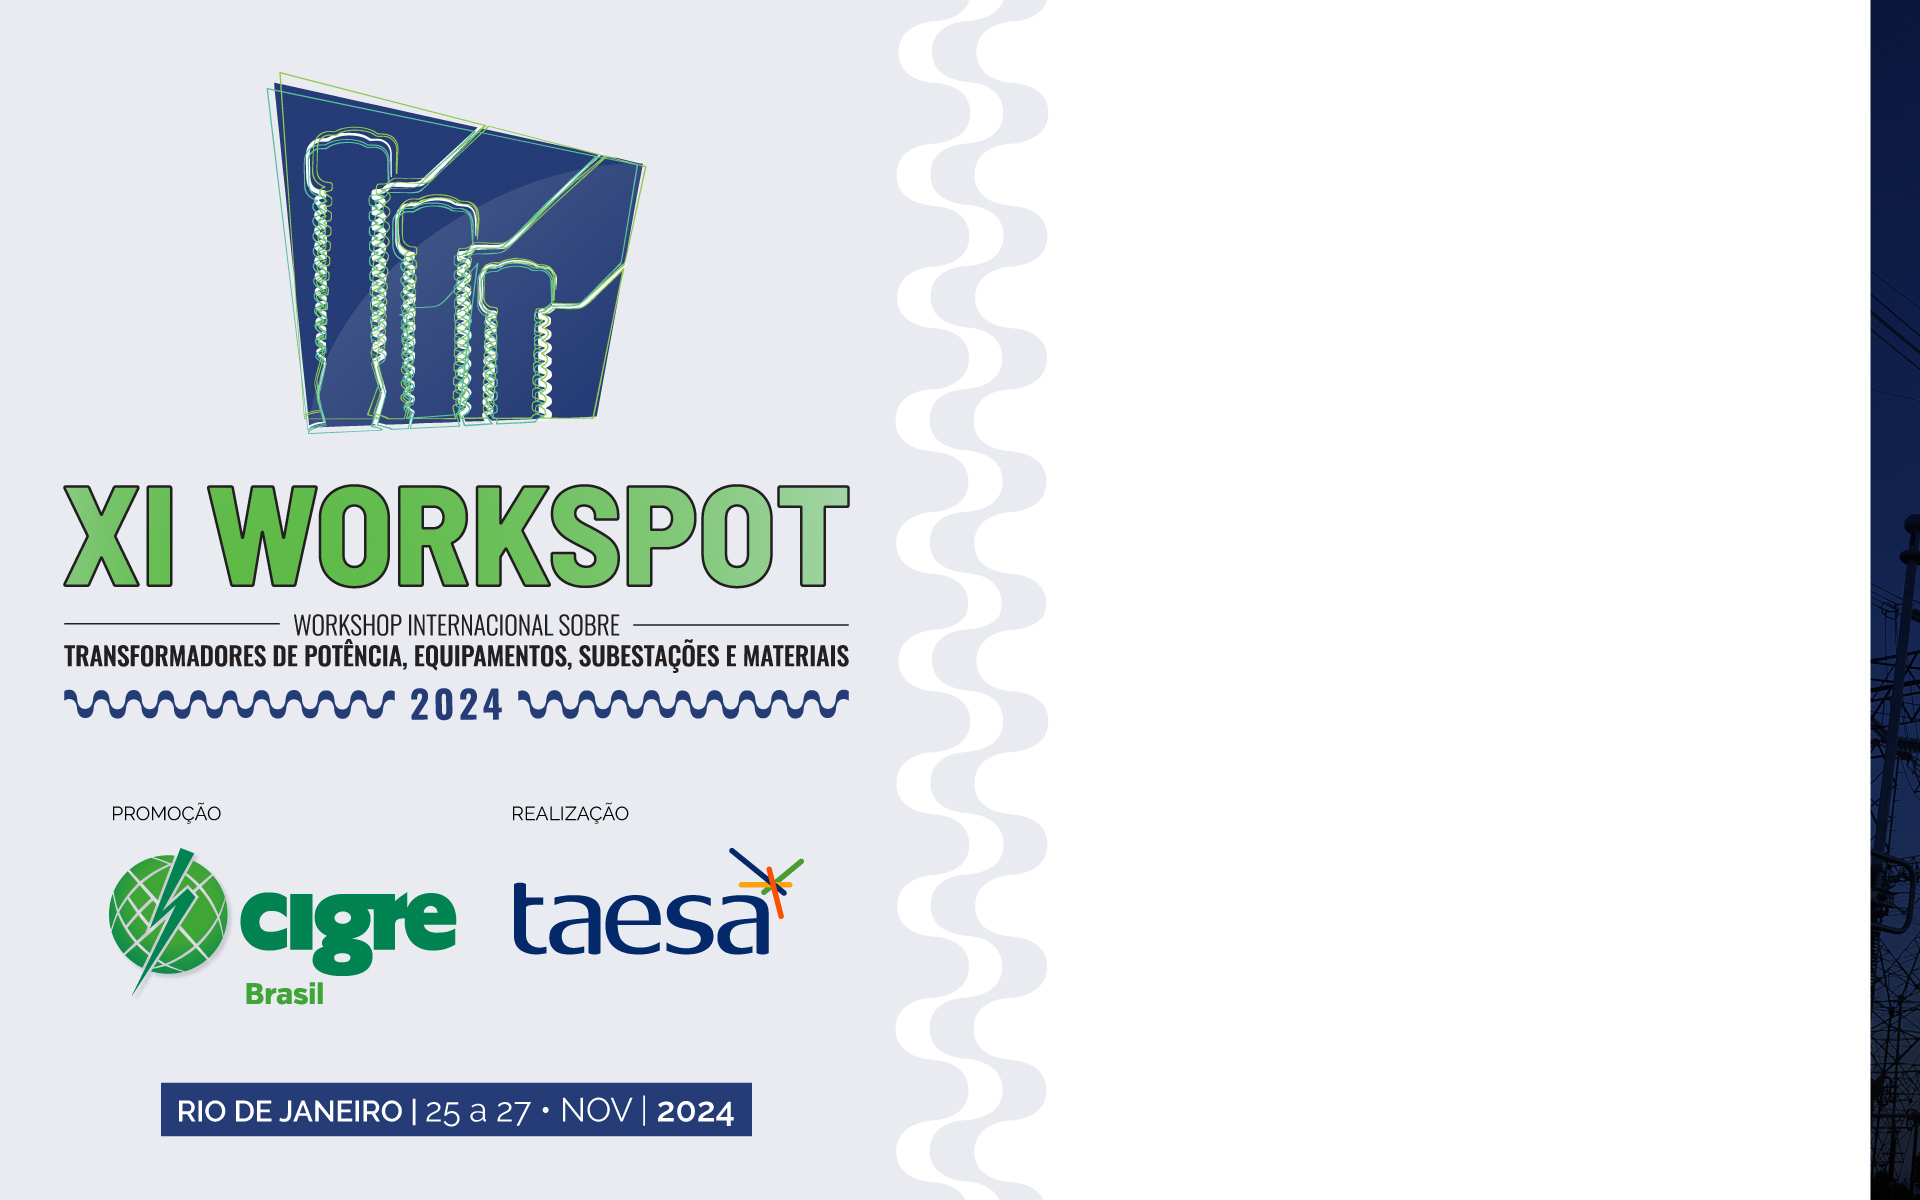 XI WORKSPOT
WORKSHOP INTERNACIONAL SOBRE
TRANSFORMADORES DE POTÊNCIA, EQUIPAMENTOS, SUBESTAÇÕES E MATERIAIS
2024
PROMOÇÃO
REALIZAÇÃO
cigre
Brasil
taesa
RIO DE JANEIRO | 25 a 27 • NOV | 2024